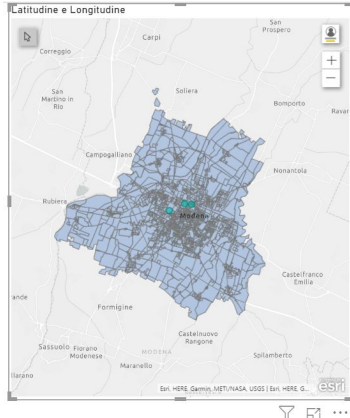 Latitudine e Longitudine
San
Prospero
Carpi
Correggio
San
Martino in
Rio
Soliera
Bomporto
Ravar
Campogalliano
Nonantola
Rubiera
Modena
Castelfranco
Emilia
ande
Formigine
Castelnuovo
Rangone
Sassuolo
Fiorano
Modenese
MODENA
Spilamberto
Maranello
llarano
Esri, HERE, Garmin, METI/NASA, USGS | Esri, HERE, G...
esri